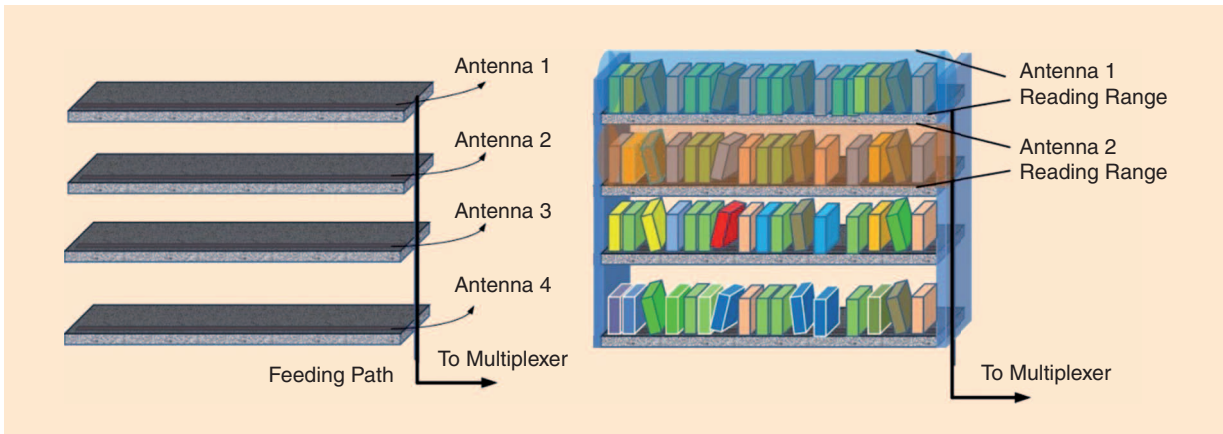 Antenna 1
Antenna 2
Antenna 3
Antenna 4
Feeding Path
To Multiplexer
Antenna 1
Reading Range
Antenna 2
Reading Range
To Multiplexer